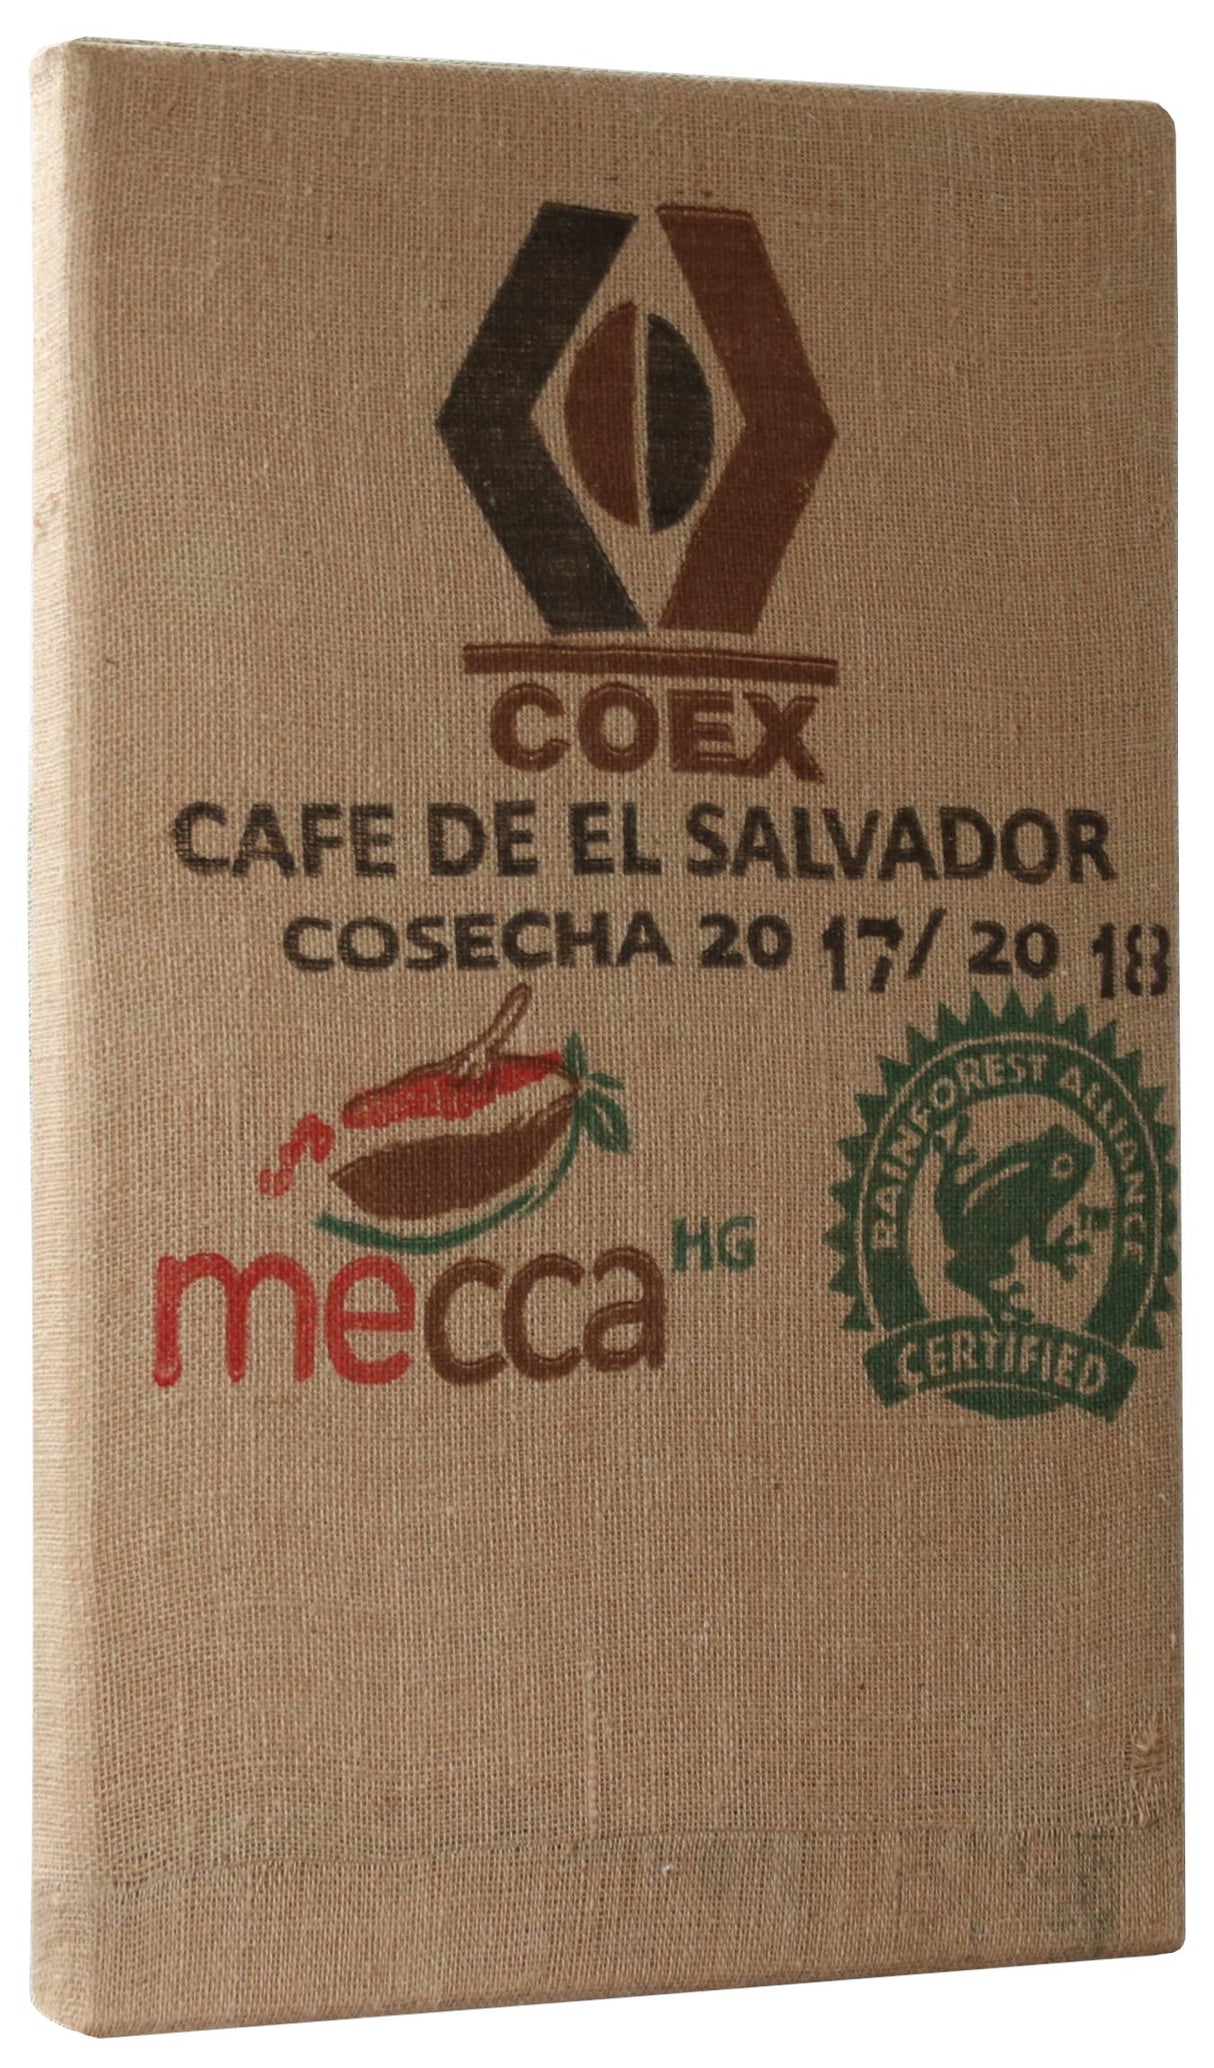 COEX
CAFE DE EL SALVADOR
COSECHA 20 17/ 20 18
mecca HG
RAINFOREST ALLIANCE
CERTIFIED